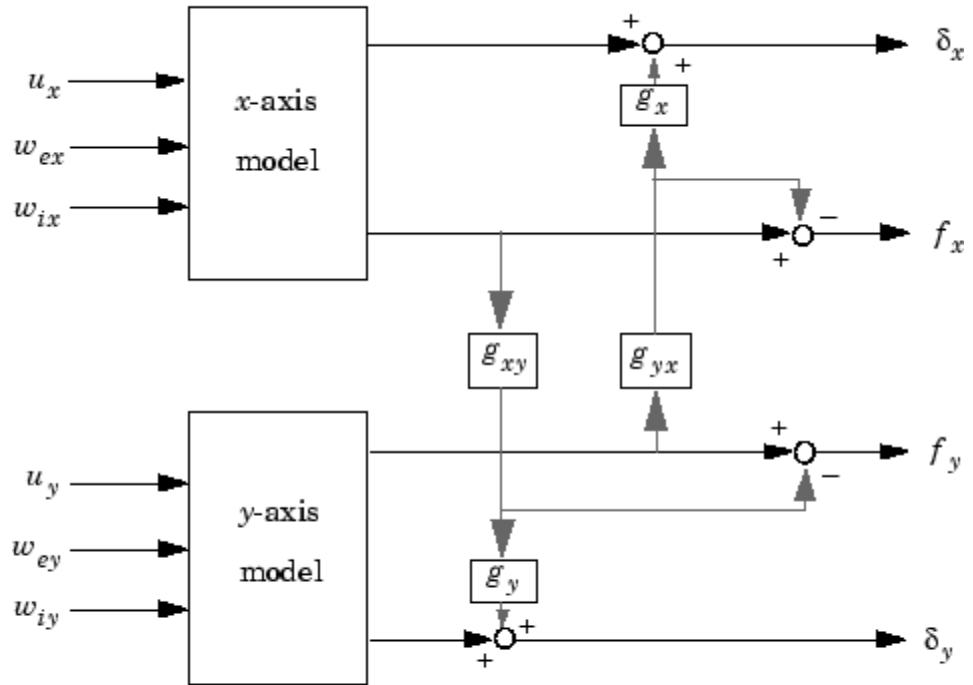 u_x
w_ex
w_ix
x-axis
model
+
+
δ_x
g_x
−
+
f_x
g_xy
g_yx
u_y
w_ey
w_iy
y-axis
model
+
−
f_y
g_y
+
+
δ_y